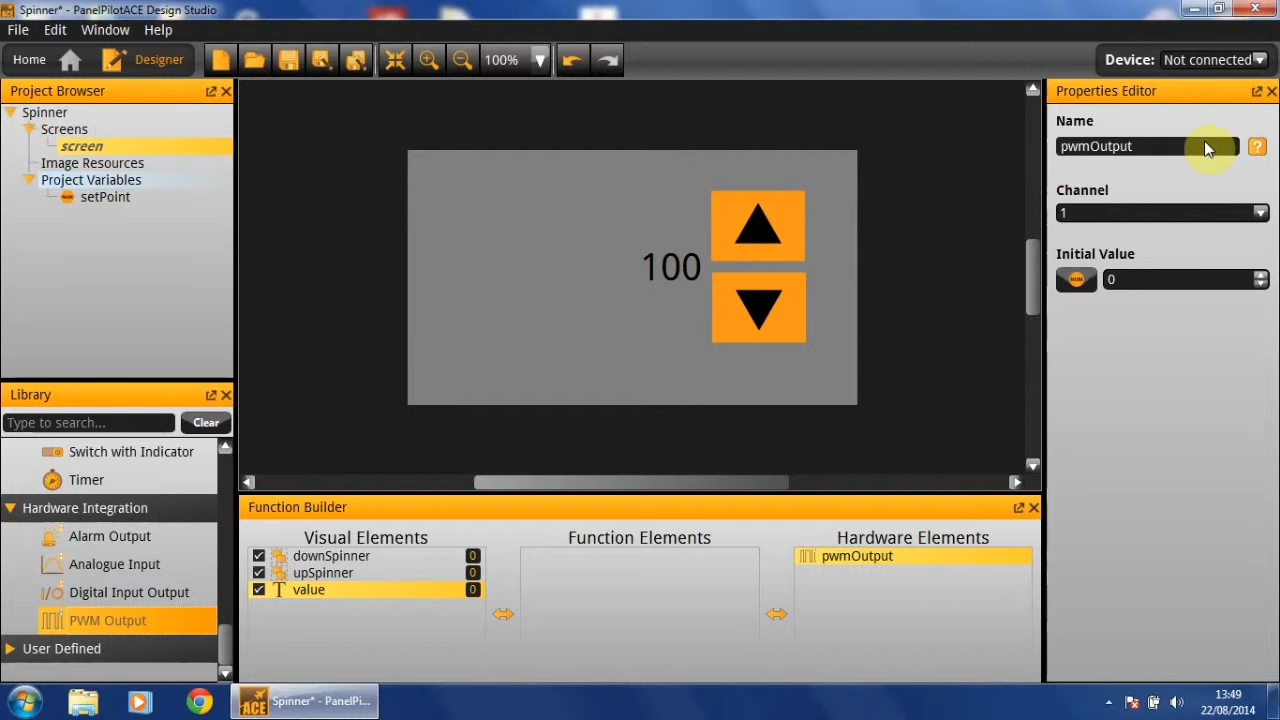 Spinner* - PanelPilotACE Design Studio
File Edit Window Help
Home Designer 100% Device: Not connected
Project Browser
Spinner
Screens
screen
Image Resources
Project Variables
NUM setPoint
Library
Type to search... Clear
Switch with Indicator
Timer
Hardware Integration
Alarm Output
Analogue Input
Digital Input Output
PWM Output
User Defined
100
Function Builder
Visual Elements Function Elements Hardware Elements
downSpinner 0 pwmOutput
upSpinner 0
T value 0
Properties Editor
Name
pwmOutput ?
Channel
1
Initial Value
NUM 0
ACE Spinner* - PanelPi...
13:49
22/08/2014